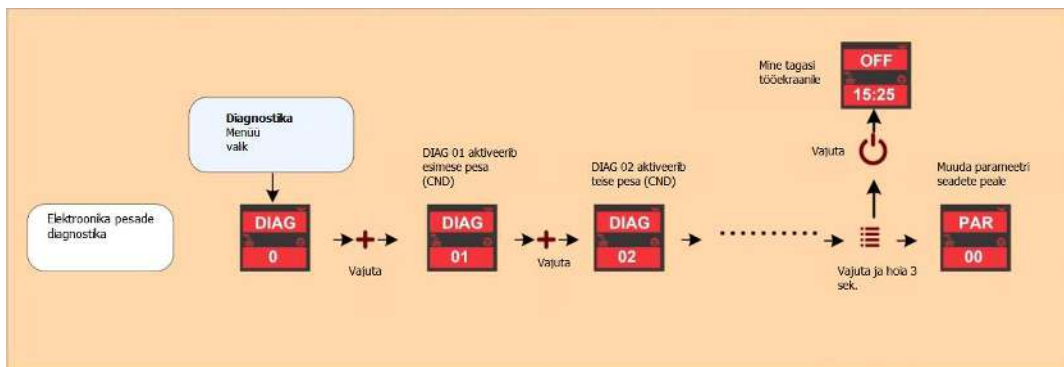 Mine tagasi
tööekraanile
OFF
15:25
Vajuta
Diagnostika
Menüü
valik
DIAG 01 aktiveerib
esimese pesa
(CND)
DIAG 02 aktiveerib
teise pesa (CND)
Muuda parameetri
seadete peale
Elektroonika pesade
diagnostika
DIAG
0
Vajuta
DIAG
01
Vajuta
DIAG
02
Vajuta ja hoia 3
sek.
PAR
00